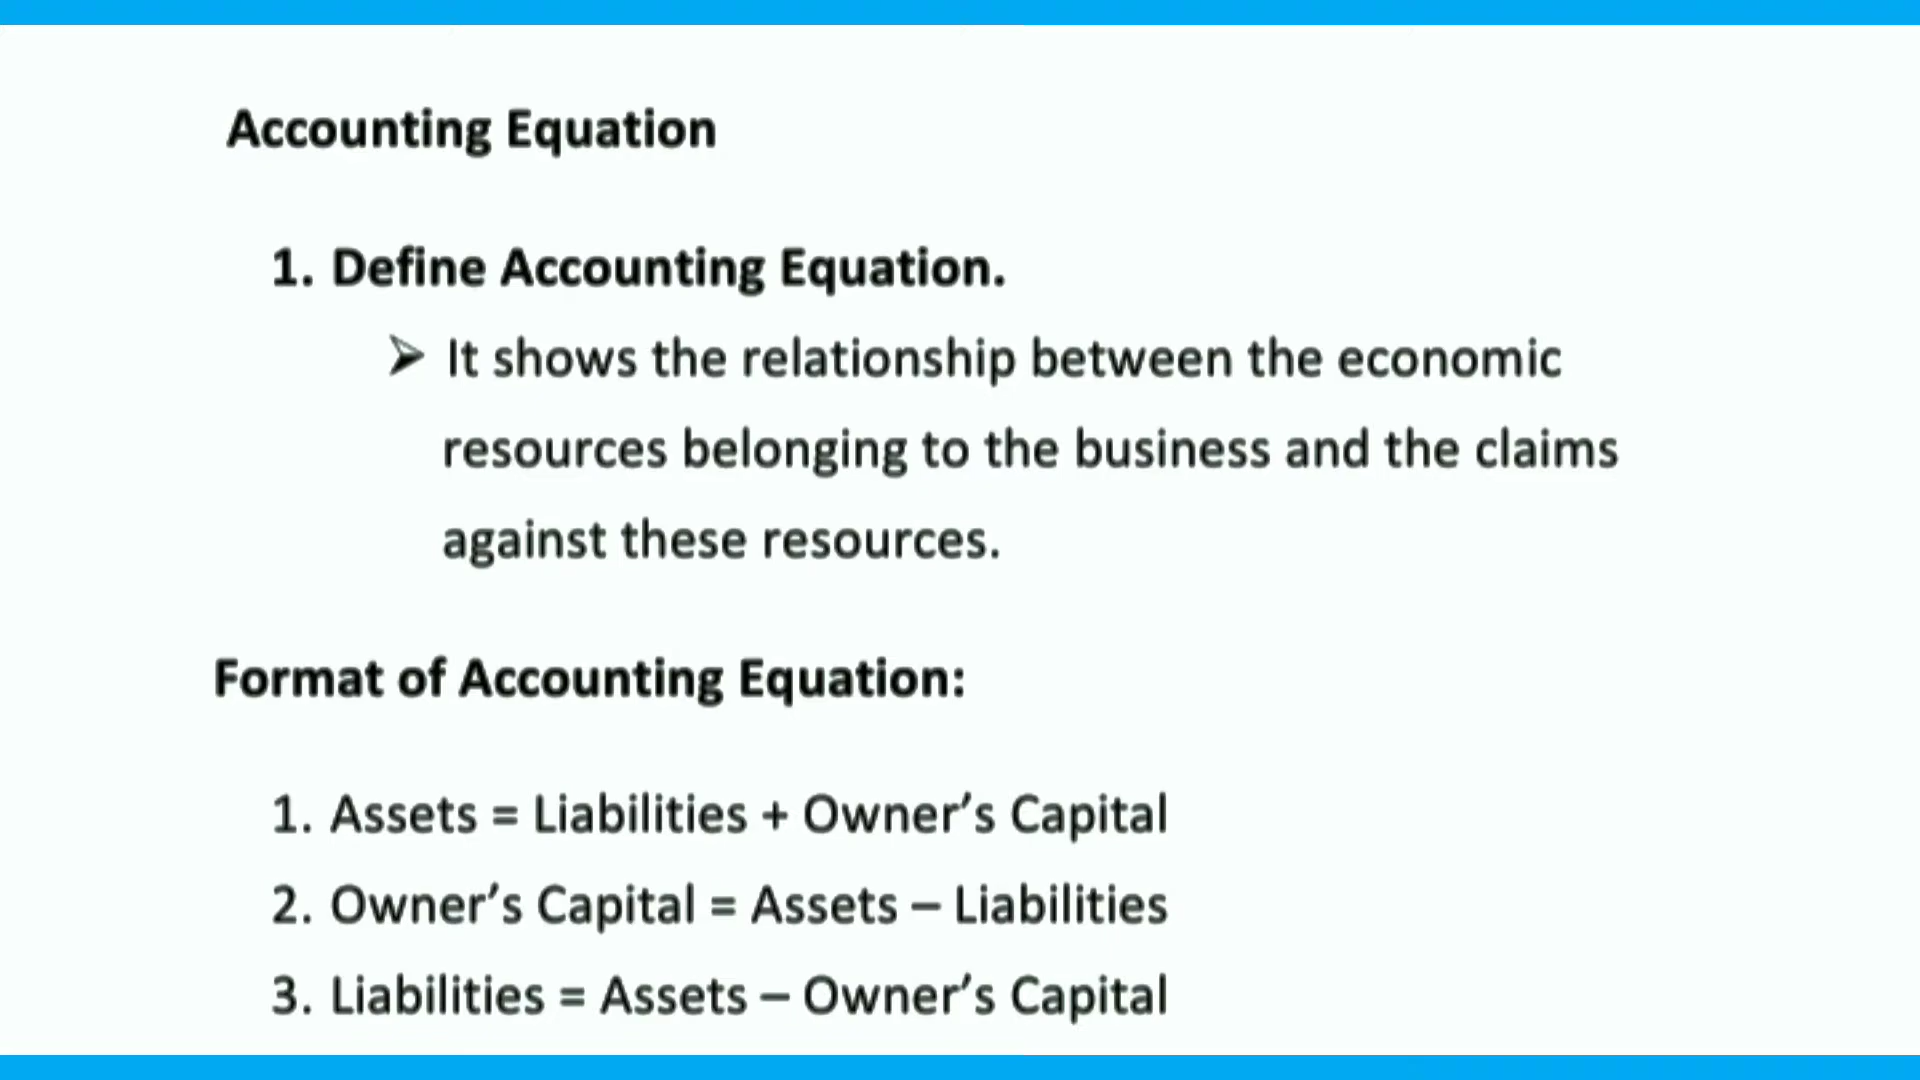 Accounting Equation
1. Define Accounting Equation.
➢ It shows the relationship between the economic
resources belonging to the business and the claims
against these resources.
Format of Accounting Equation:
1. Assets = Liabilities + Owner’s Capital
2. Owner’s Capital = Assets – Liabilities
3. Liabilities = Assets – Owner’s Capital